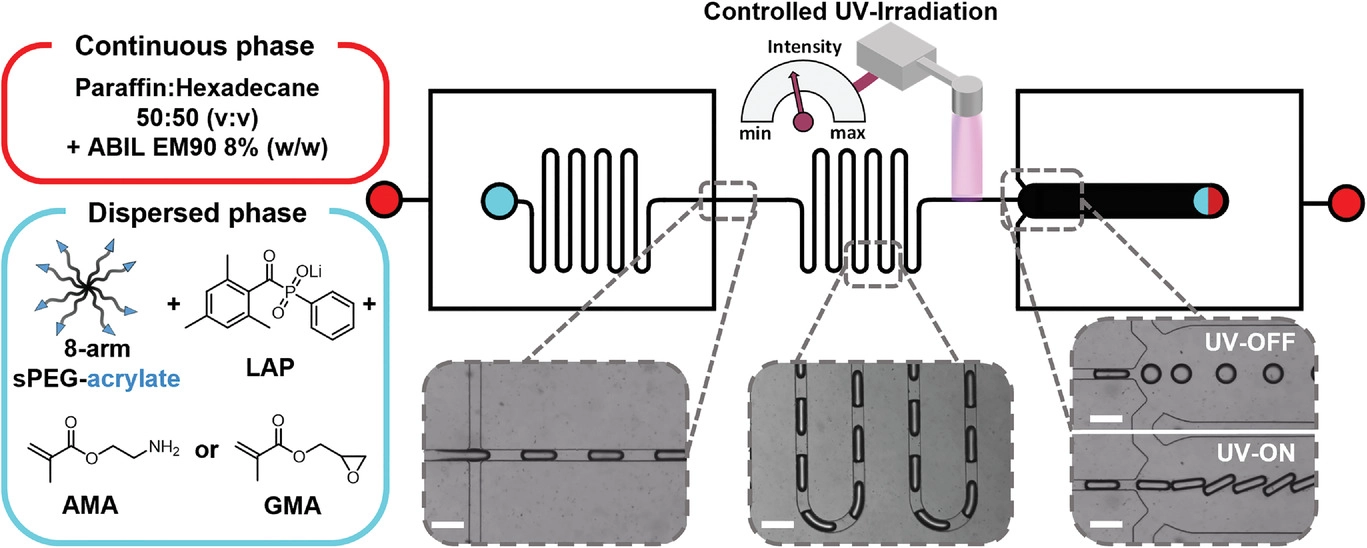 Controlled UV-Irradiation
Intensity
min
max
Continuous phase
Paraffin:Hexadecane
50:50 (v:v)
+ ABIL EM90 8% (w/w)
Dispersed phase
+
+
O
OLi
P
O
8-arm
sPEG-acrylate
LAP
O
O
NH2
or
O
O
O
AMA
GMA
UV-OFF
UV-ON